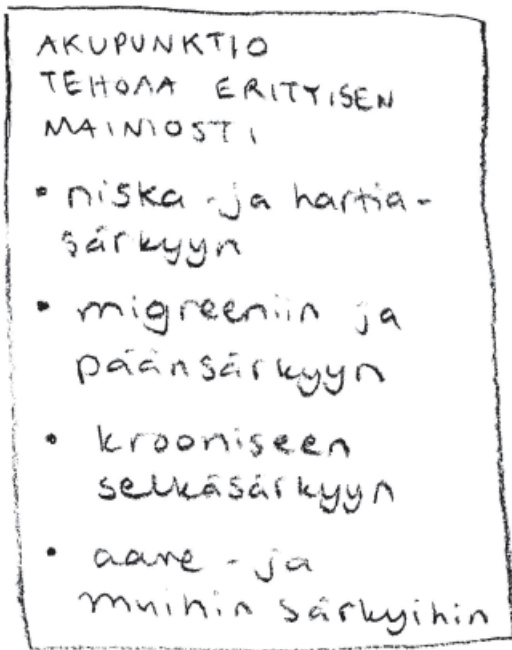 AKUPUNKTIO
TEHOAA ERITYISEN
MAINIOSTI
• niska - ja hartia-
särkyyn
• migreeniin ja
päänsärkyyn
• krooniseen
selkäsärkyyn
• aave - ja
muihin särkyihin